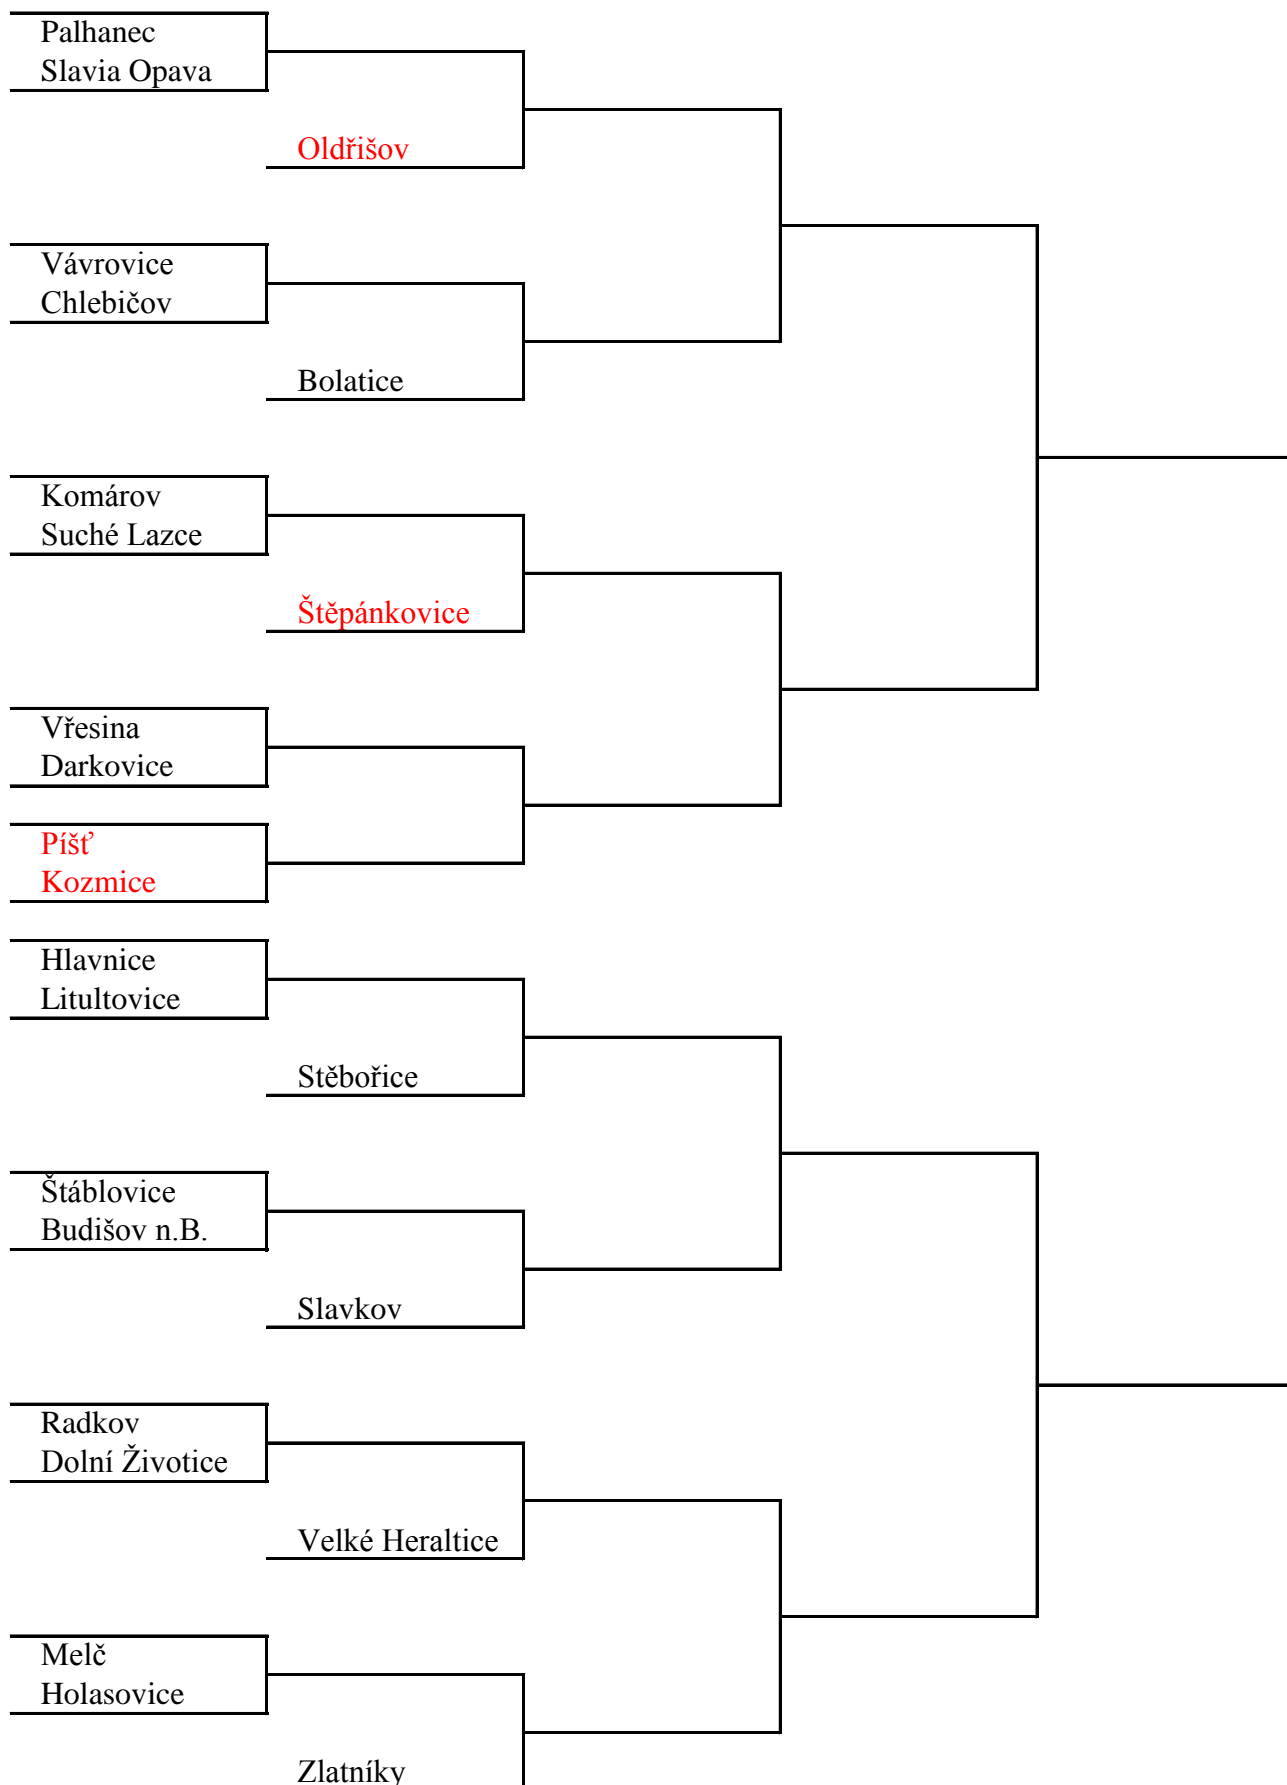 Palhanec
Slavia Opava
Oldřišov
Vávrovice
Chlebičov
Bolatice
Komárov
Suché Lazce
Štěpánkovice
Vřesina
Darkovice
Píšť
Kozmice
Hlavnice
Litultovice
Stěbořice
Štáblovice
Budišov n.B.
Slavkov
Radkov
Dolní Životice
Velké Heraltice
Melč
Holasovice
Zlatníky